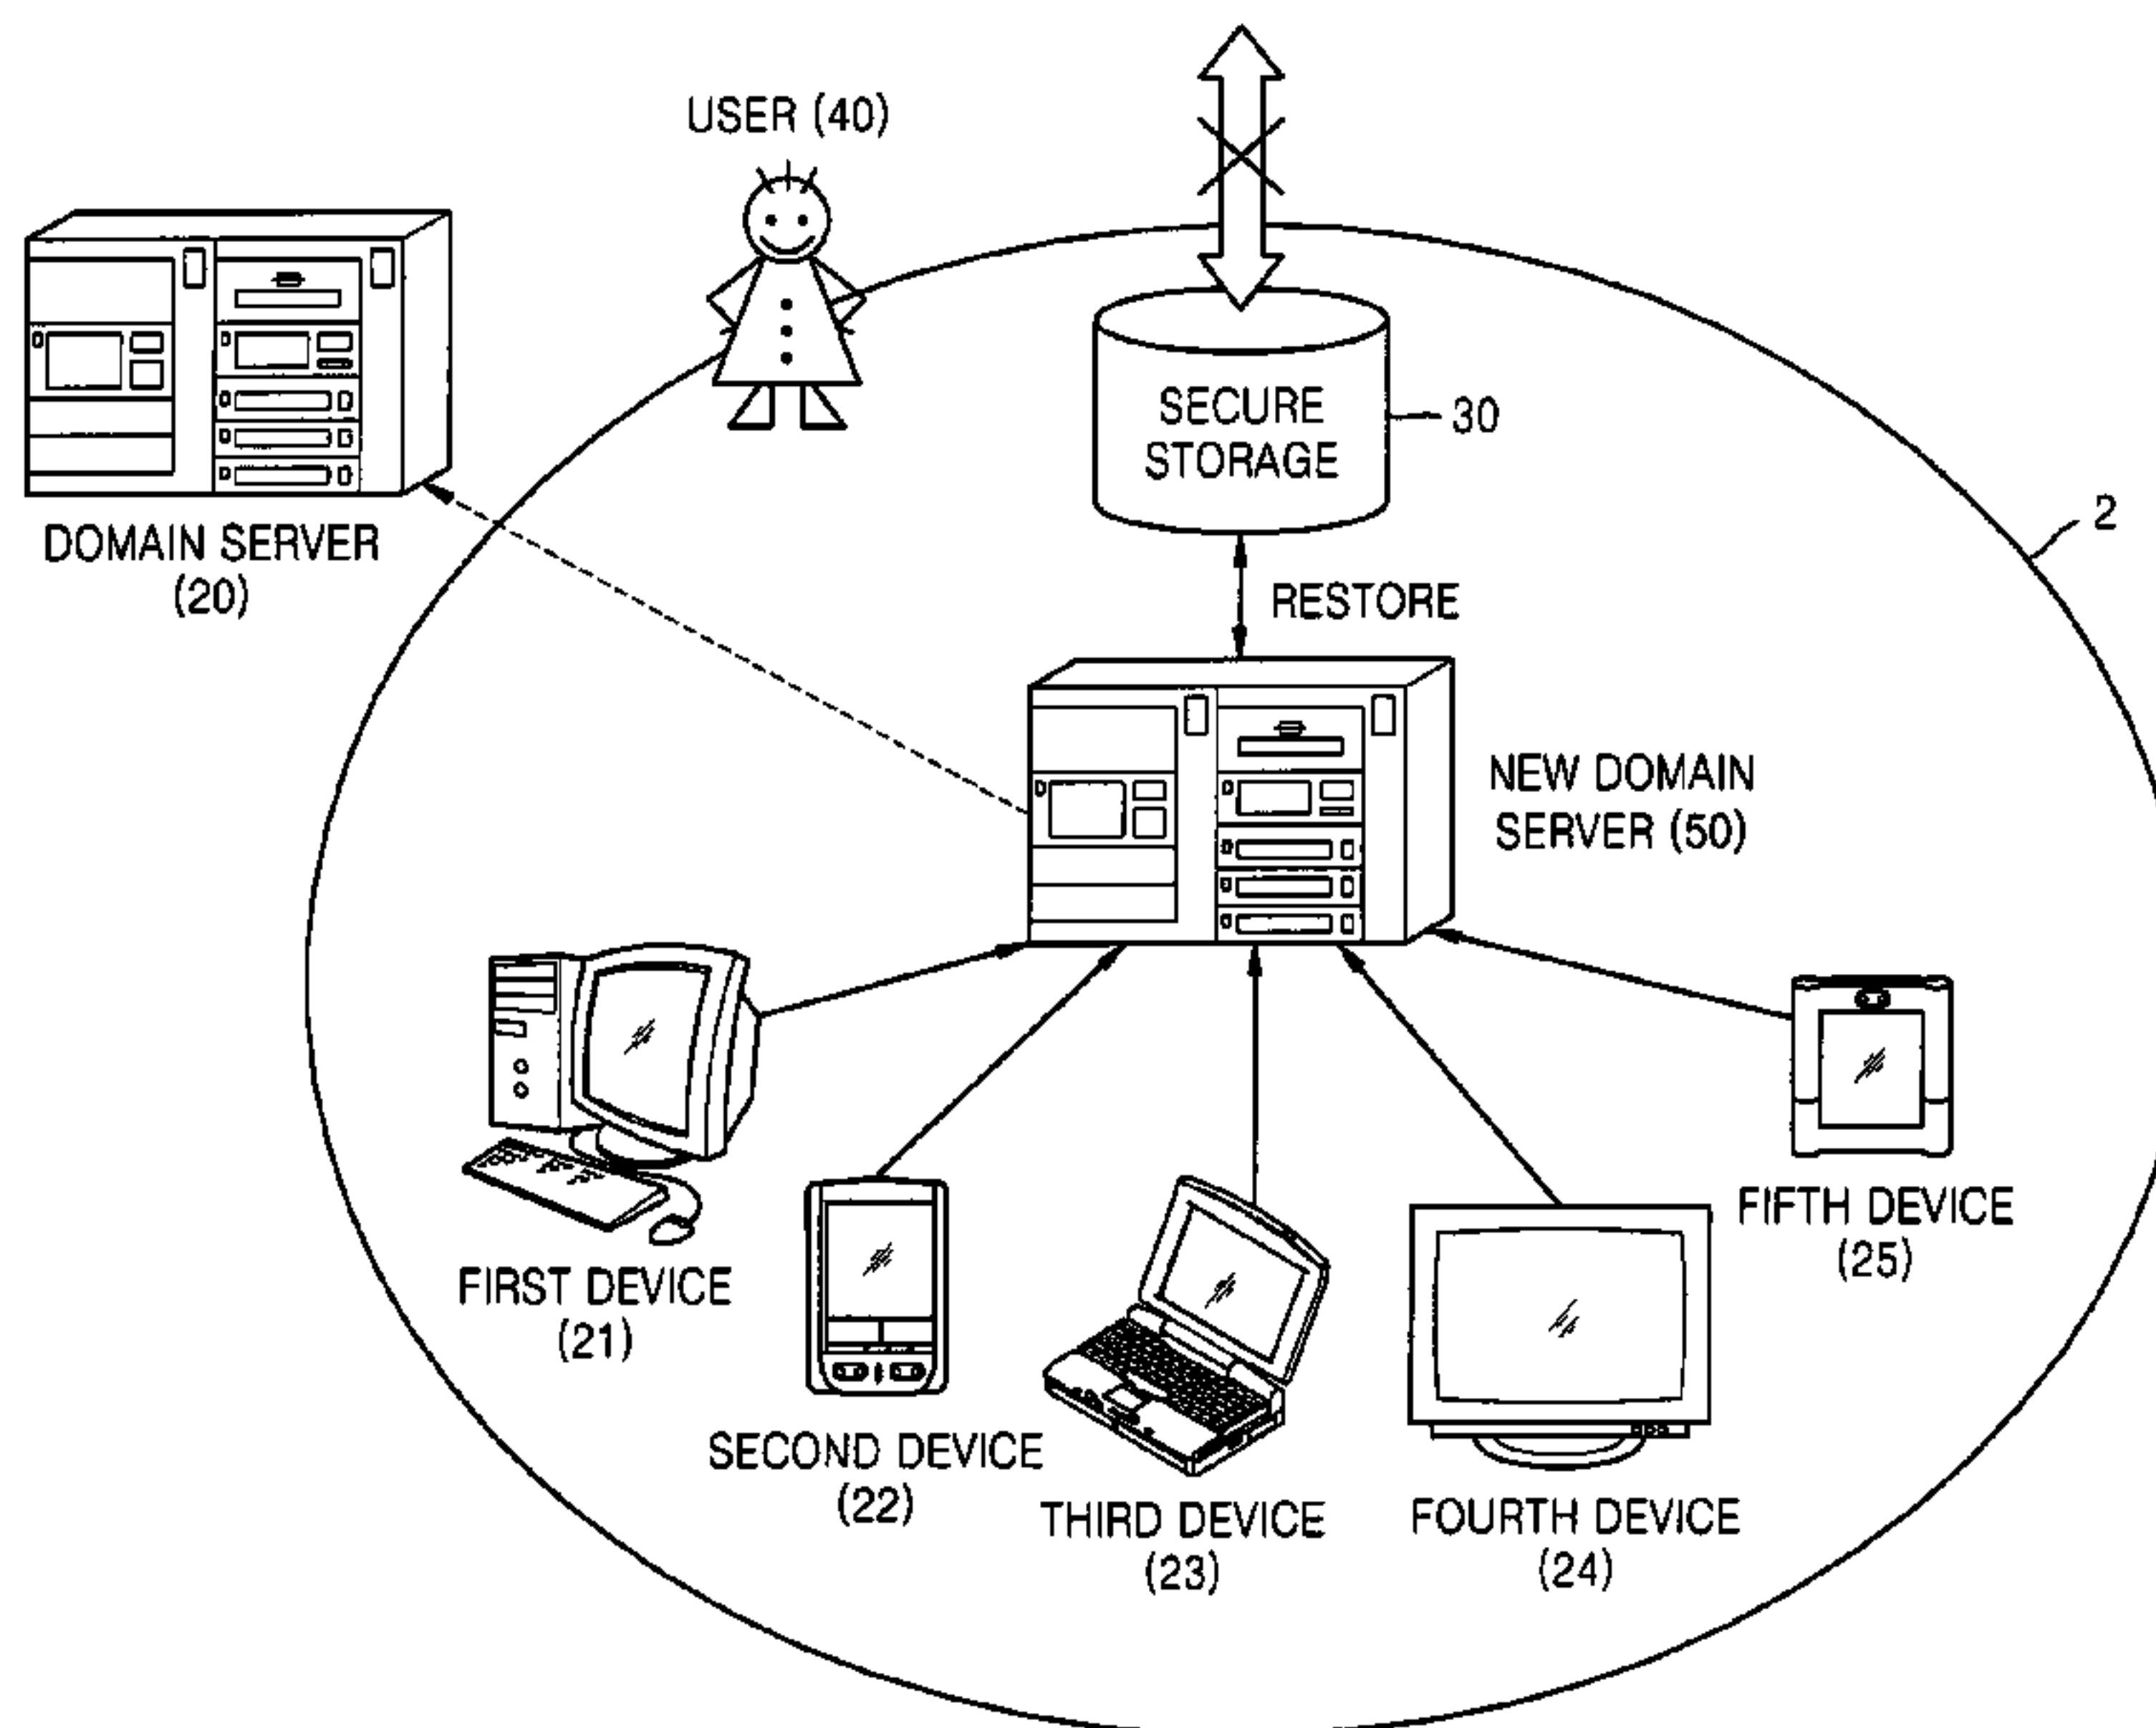 USER (40)
DOMAIN SERVER
(20)
SECURE
STORAGE
30
2
RESTORE
NEW DOMAIN
SERVER (50)
FIRST DEVICE
(21)
SECOND DEVICE
(22)
THIRD DEVICE
(23)
FOURTH DEVICE
(24)
FIFTH DEVICE
(25)